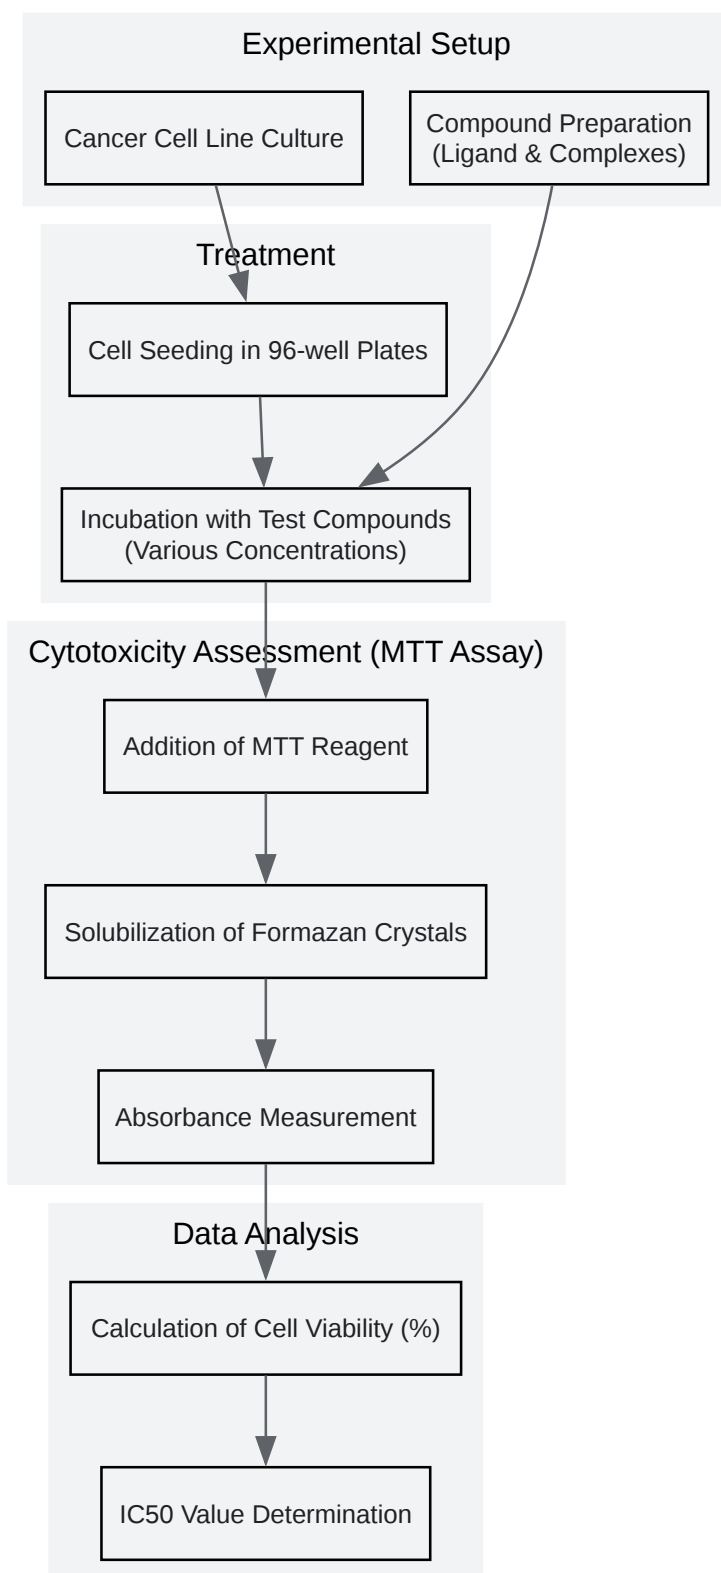 Experimental Setup
Cancer Cell Line Culture
Compound Preparation
(Ligand & Complexes)
Treatment
Cell Seeding in 96-well Plates
Incubation with Test Compounds
(Various Concentrations)
Cytotoxicity Assessment (MTT Assay)
Addition of MTT Reagent
Solubilization of Formazan Crystals
Absorbance Measurement
Data Analysis
Calculation of Cell Viability (%)
IC50 Value Determination